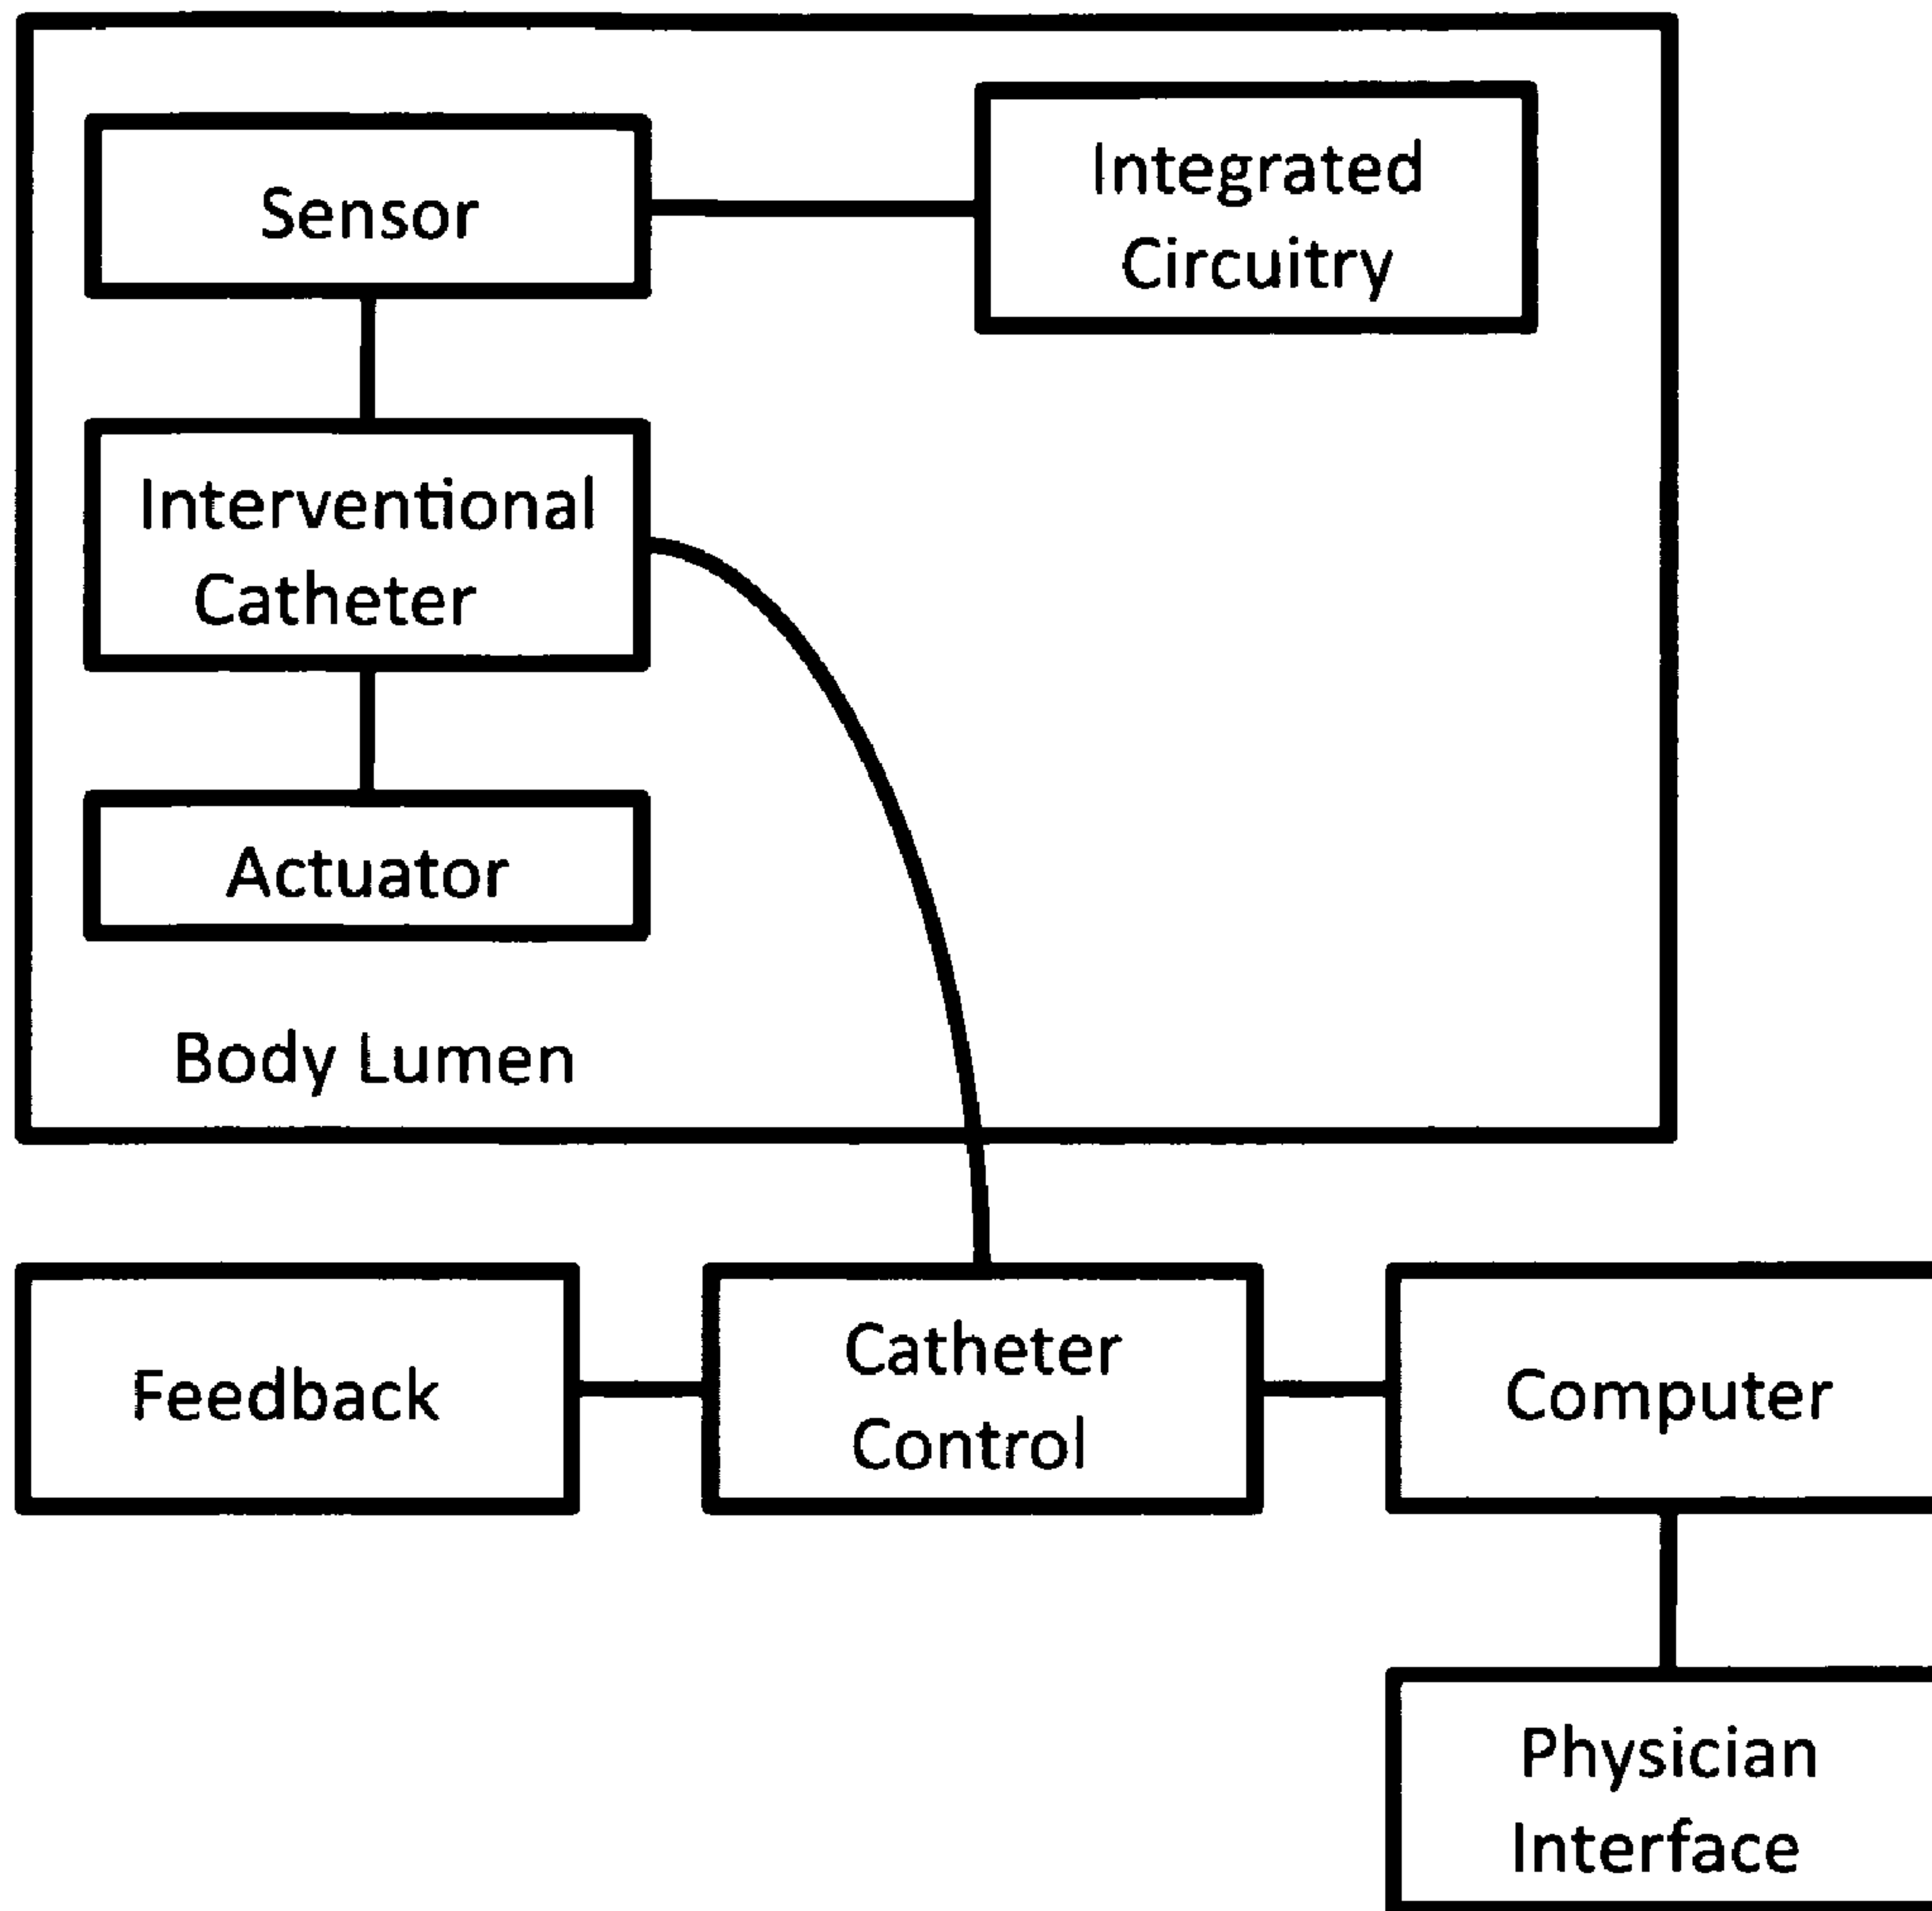 Sensor
Integrated
Circuitry
Interventional
Catheter
Actuator
Body Lumen
Feedback
Catheter
Control
Computer
Physician
Interface